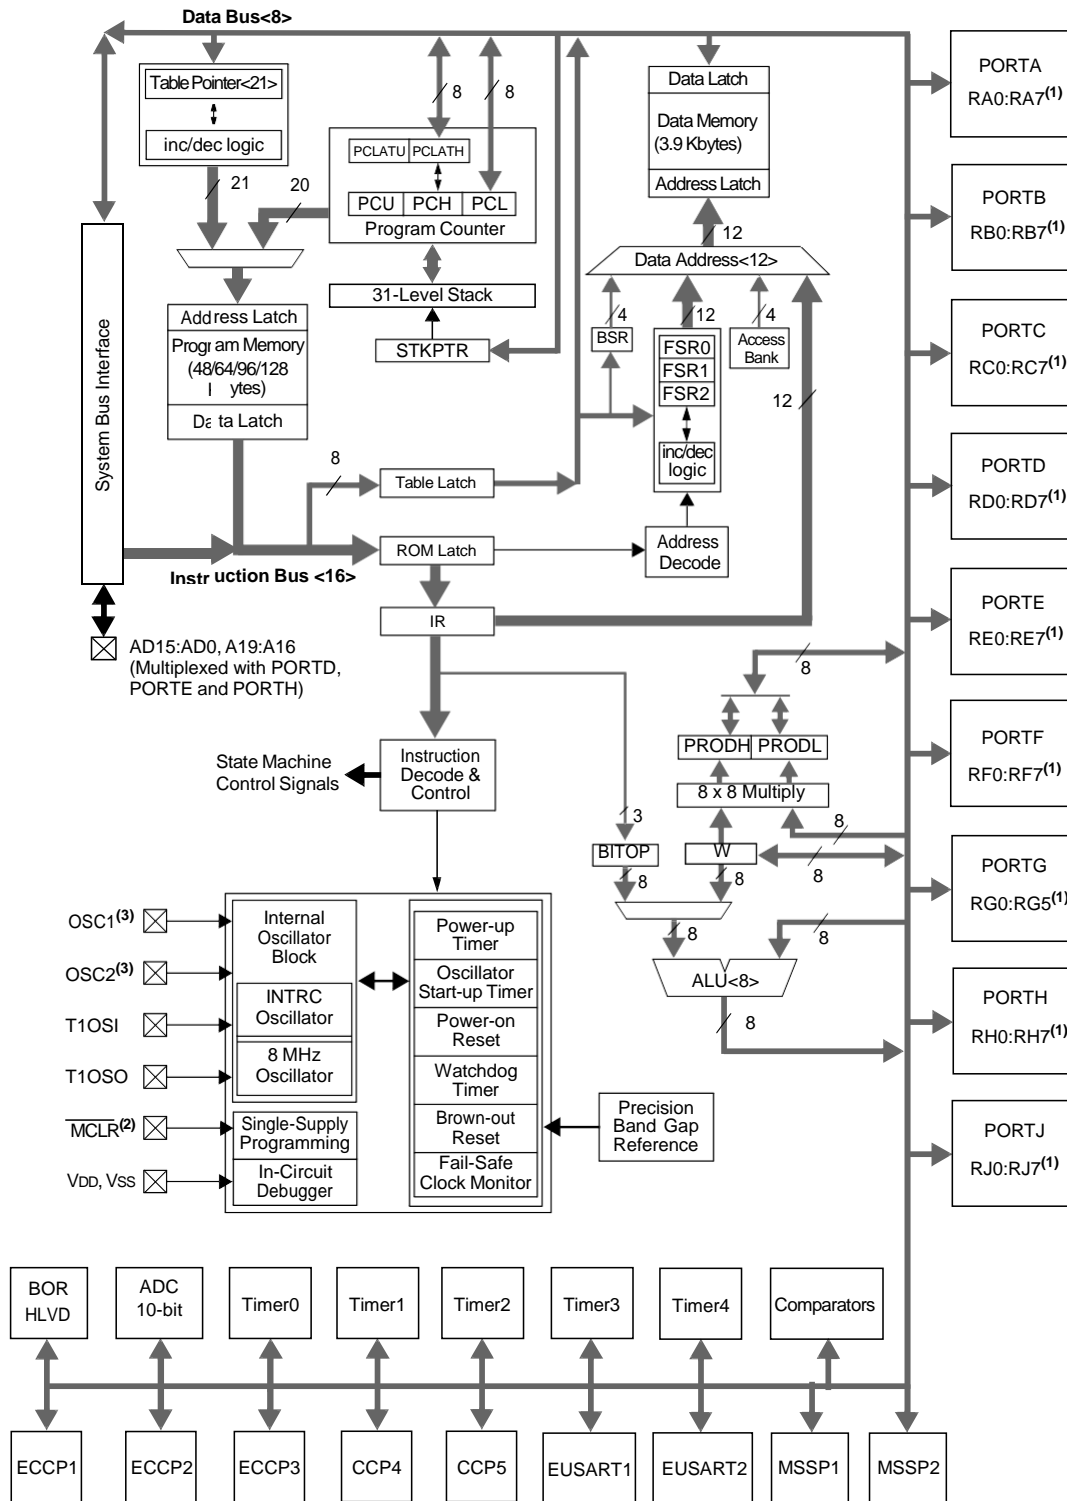 Data Bus<8>
Table Pointer<21>
inc/dec logic
21
20
8
8
PCLATU PCLATH
PCU PCH PCL
Program Counter
31-Level Stack
STKPTR
Data Latch
Data Memory
(3.9 Kbytes)
Address Latch
12
Data Address<12>
4
12
4
BSR
FSR0
FSR1
FSR2
inc/dec
logic
Access
Bank
12
Address
Decode
System Bus Interface
Address Latch
Program Memory
(48/64/96/128
ytes)
Data Latch
8
Table Latch
ROM Latch
Instruction Bus <16>
IR
AD15:AD0, A19:A16
(Multiplexed with PORTD,
PORTE and PORTH)
State Machine
Control Signals
Instruction
Decode &
Control
8
PRODH PRODL
8 x 8 Multiply
3
8
BITOP
W
8
8
8
8
8
ALU<8>
8
OSC1(3)
OSC2(3)
T1OSI
T1OSO
MCLR(2)
VDD, VSS
Internal
Oscillator
Block
INTRC
Oscillator
8 MHz
Oscillator
Single-Supply
Programming
In-Circuit
Debugger
Power-up
Timer
Oscillator
Start-up Timer
Power-on
Reset
Watchdog
Timer
Brown-out
Reset
Fail-Safe
Clock Monitor
Precision
Band Gap
Reference
PORTA
RA0:RA7(1)
PORTB
RB0:RB7(1)
PORTC
RC0:RC7(1)
PORTD
RD0:RD7(1)
PORTE
RE0:RE7(1)
PORTF
RF0:RF7(1)
PORTG
RG0:RG5(1)
PORTH
RH0:RH7(1)
PORTJ
RJ0:RJ7(1)
BOR
HLVD
ADC
10-bit
Timer0
Timer1
Timer2
Timer3
Timer4
Comparators
ECCP1
ECCP2
ECCP3
CCP4
CCP5
EUSART1
EUSART2
MSSP1
MSSP2